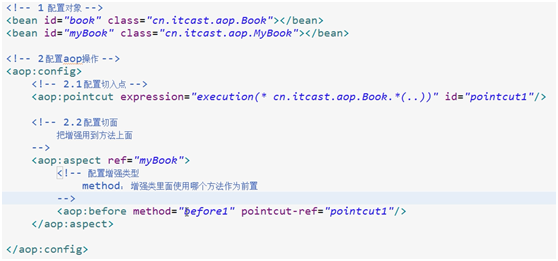 <!-- 1 配置对象 -->
<bean id="book" class="cn.itcast.aop.Book"></bean>
<bean id="myBook" class="cn.itcast.aop.MyBook"></bean>
<!-- 2 配置aop操作 -->
<aop:config>
<!-- 2.1 配置切入点 -->
<aop:pointcut expression="execution(* cn.itcast.aop.Book.*(..))" id="pointcut1"/>
<!-- 2.2 配置切面
把增强用到方法上面
-->
<aop:aspect ref="myBook">
<!-- 配置增强类型
method: 增强类里面使用哪个方法作为前置
-->
<aop:before method="before1" pointcut-ref="pointcut1"/>
</aop:aspect>
</aop:config>